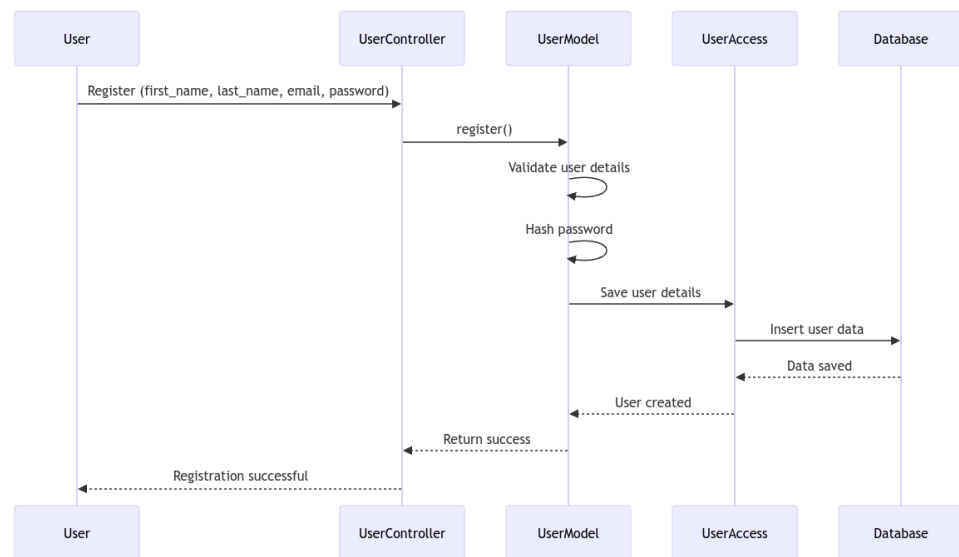 User
UserController
UserModel
UserAccess
Database
Register (first_name, last_name, email, password)
register()
Validate user details
Hash password
Save user details
Insert user data
Data saved
User created
Return success
Registration successful
User
UserController
UserModel
UserAccess
Database